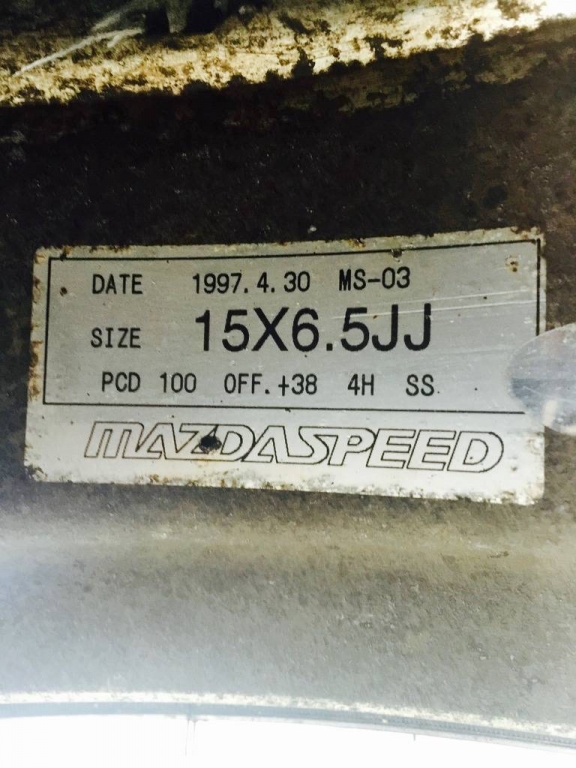 DATE 1997.4.30 MS-03
SIZE 15X6.5JJ
PCD 100 OFF.+38 4H SS
MAZDASPEED